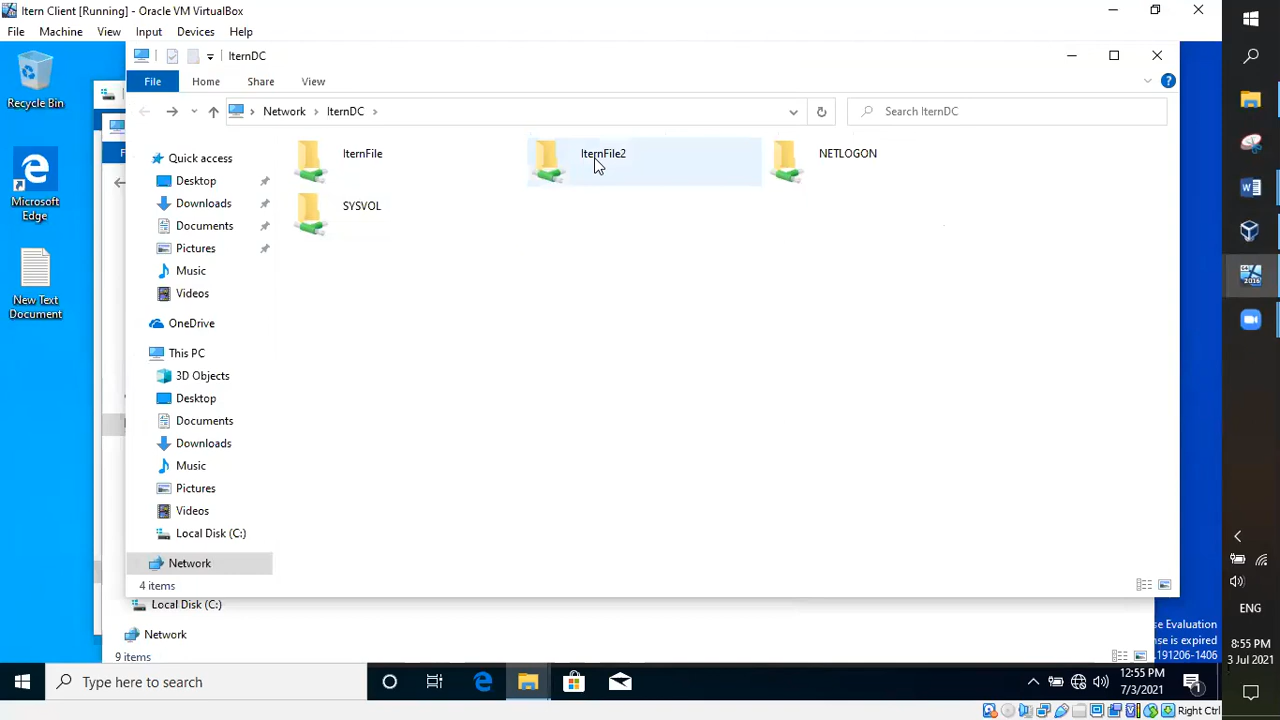 Itern Client [Running] - Oracle VM VirtualBox
File Machine View Input Devices Help
IternDC
File Home Share View
Network IternDC
Search IternDC
Recycle Bin
Microsoft Edge
New Text Document
Quick access
Desktop
Downloads
Documents
Pictures
Music
Videos
OneDrive
This PC
3D Objects
Desktop
Documents
Downloads
Music
Pictures
Videos
Local Disk (C:)
Network
IternFile
IternFile2
NETLOGON
SYSVOL
4 items
Local Disk (C:)
Network
9 items
se Evaluation
nse is expired
.191206-1406
Type here to search
12:55 PM
7/3/2021
1
Right Ctrl
2016
ENG
8:55 PM
3 Jul 2021